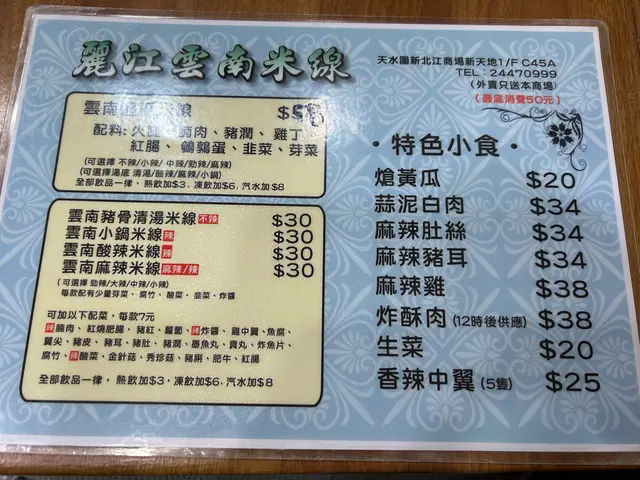 麗江雲南米線
天水圍新北江商場新天地1/F C45A
TEL：24470999
(外賣只送本商場)
(最底消費50元)
雲南過橋米線 $5
配料: 火腿、腩肉、豬潤、雞丁
紅腸、鵪鶉蛋、韭菜、芽菜
(可選擇 不辣/小辣/ 中辣/勁辣/麻辣)
(可選擇湯底 清湯/酸辣/麻辣/小鍋)
全部飲品一律，熱飲加$3，凍飲加$6，汽水加$8
雲南豬骨清湯米線 不辣 $30
雲南小鍋米線 辣 $30
雲南酸辣米線 辣 $30
雲南麻辣米線 麻辣/辣 $30
(可選擇 勁辣/大辣/中辣/小辣)
每款配有少量芽菜、腐竹、酸菜、韭菜、炸醬
可加以下配菜，每款7元
辣腩肉、紅燒肥腸、豬紅、蘿蔔、辣炸醬、雞中翼、魚腐、
翼尖、豬皮、豬耳、豬肚、豬潤、墨魚丸、貢丸、炸魚片、
腐竹、辣酸菜、金針菇、秀珍菇、豬𦟌、肥牛、紅腸
全部飲品一律，熱飲加$3，凍飲加$6，汽水加$8
·特色小食·
熗黃瓜 $20
蒜泥白肉 $34
麻辣肚絲 $34
麻辣豬耳 $34
麻辣雞 $38
炸酥肉 (12時後供應) $38
生菜 $20
香辣中翼 (5隻) $25